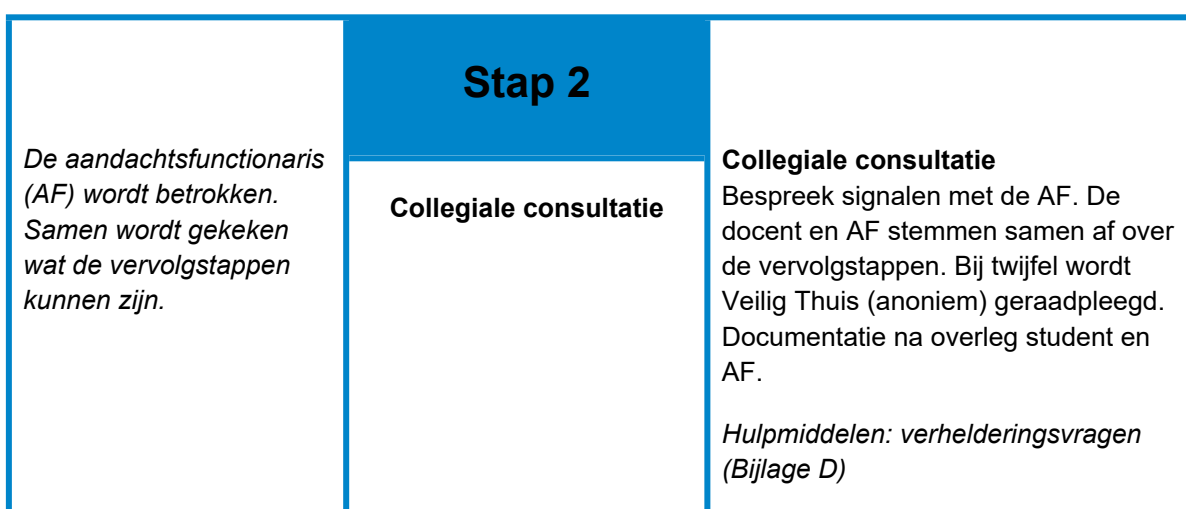 De aandachtsfunctionaris
(AF) wordt betrokken.
Samen wordt gekeken
wat de vervolgstappen
kunnen zijn.
Stap 2
Collegiale consultatie
Collegiale consultatie
Bespreek signalen met de AF. De
docent en AF stemmen samen af over
de vervolgstappen. Bij twijfel wordt
Veilig Thuis (anoniem) geraadpleegd.
Documentatie na overleg student en
AF.
Hulpmiddelen: verhelderingsvragen
(Bijlage D)